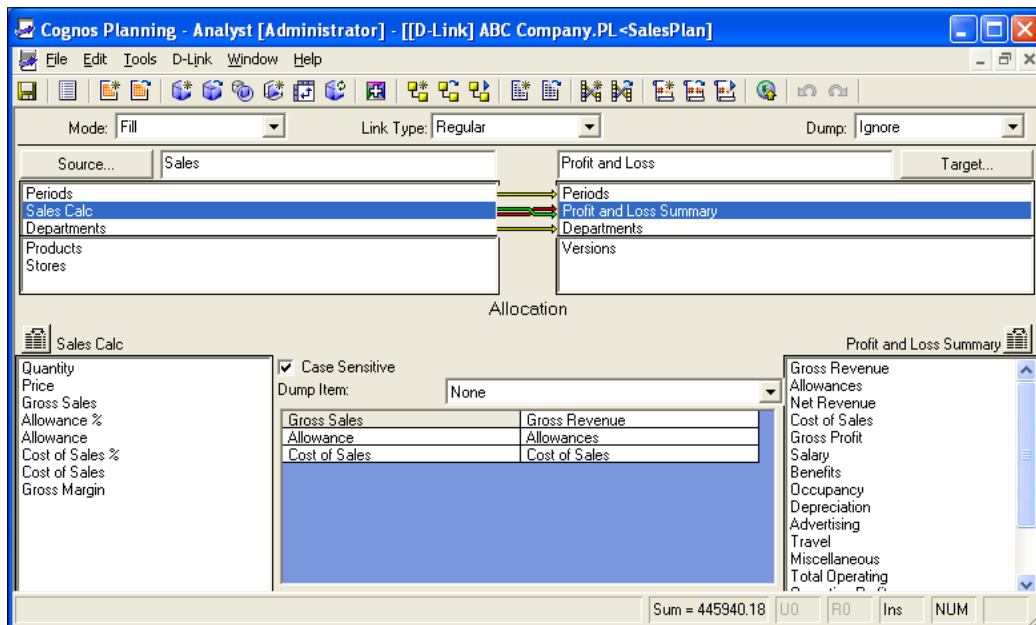 Cognos Planning - Analyst [Administrator] - [[D-Link] ABC Company.PL<SalesPlan]
File Edit Tools D-Link Window Help
Mode: Fill Link Type: Regular Dump: Ignore
Source... Sales Profit and Loss Target...
Periods Periods
Sales Calc Profit and Loss Summary
Departments Departments
Products Versions
Stores
Allocation
Sales Calc Profit and Loss Summary
Quantity
Price
Gross Sales
Allowance %
Allowance
Cost of Sales %
Cost of Sales
Gross Margin
Case Sensitive
Dump Item: None
Gross Sales Gross Revenue
Allowance Allowances
Cost of Sales Cost of Sales
Gross Revenue
Allowances
Net Revenue
Cost of Sales
Gross Profit
Salary
Benefits
Occupancy
Depreciation
Advertising
Travel
Miscellaneous
Total Operating
Sum = 445940.18 U0 R0 Ins NUM